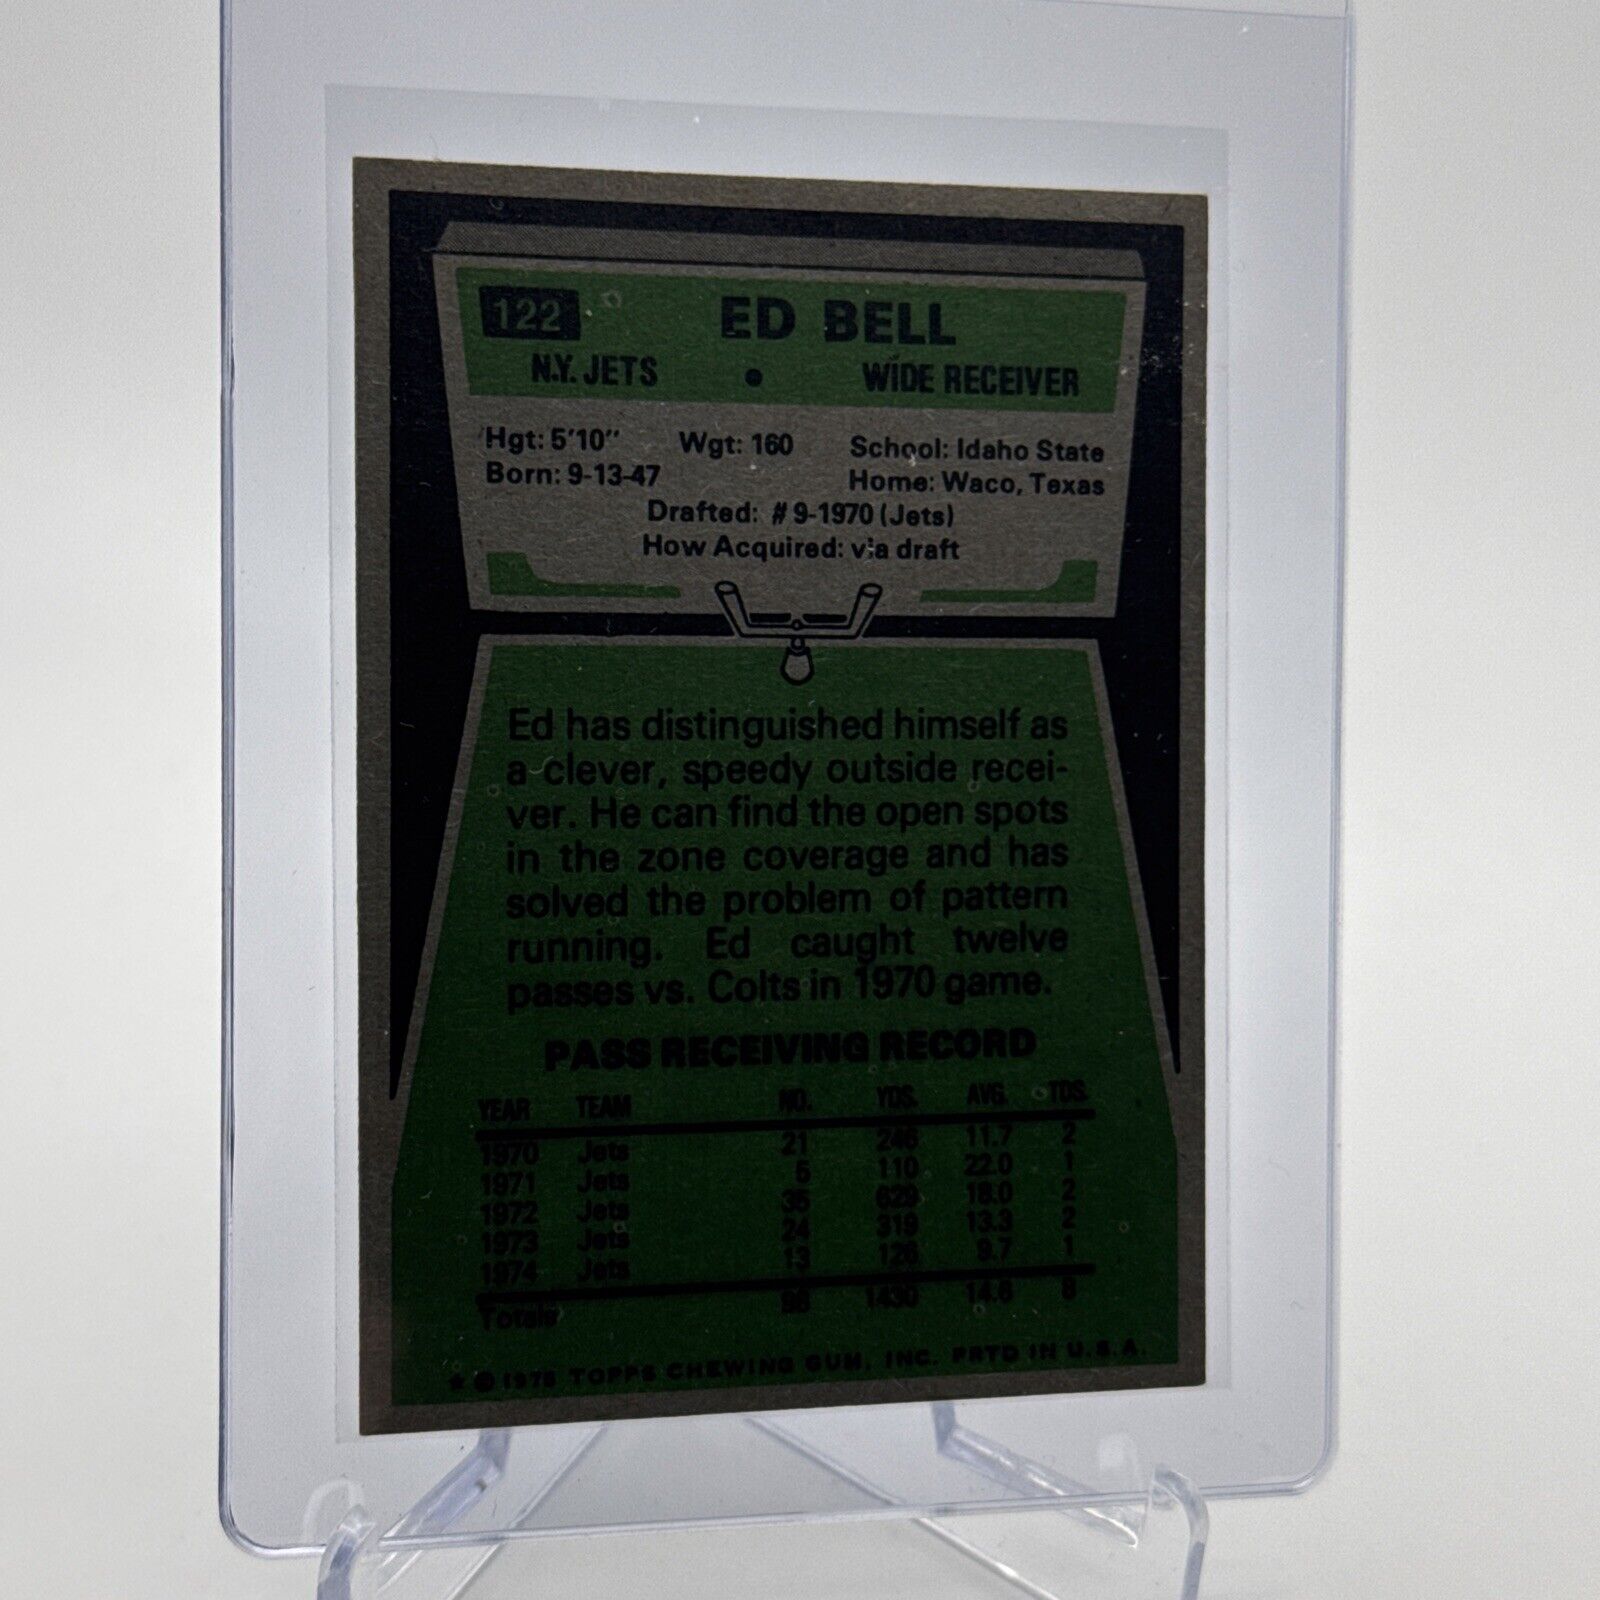 122 ED BELL
N.Y. JETS • WIDE RECEIVER
Hgt: 5'10" Wgt: 160 School: Idaho State
Born: 9-13-47 Home: Waco, Texas
Drafted: #9-1970 (Jets)
How Acquired: via draft
Ed has distinguished himself as
a clever, speedy outside recei-
ver. He can find the open spots
in the zone coverage and has
solved the problem of pattern
running. Ed caught twelve
passes vs. Colts in 1970 game.
PASS RECEIVING RECORD
YEAR TEAM NO. YDS. AVG. TDS.
1970 Jets 21 246 11.7 2
1971 Jets 5 110 22.0 1
1972 Jets 35 629 18.0 2
1973 Jets 24 319 13.3 2
1974 Jets 13 126 9.7 1
Totals 98 1430 14.6 8
* © 1975 TOPPS CHEWING GUM, INC. PRTD IN U.S.A.